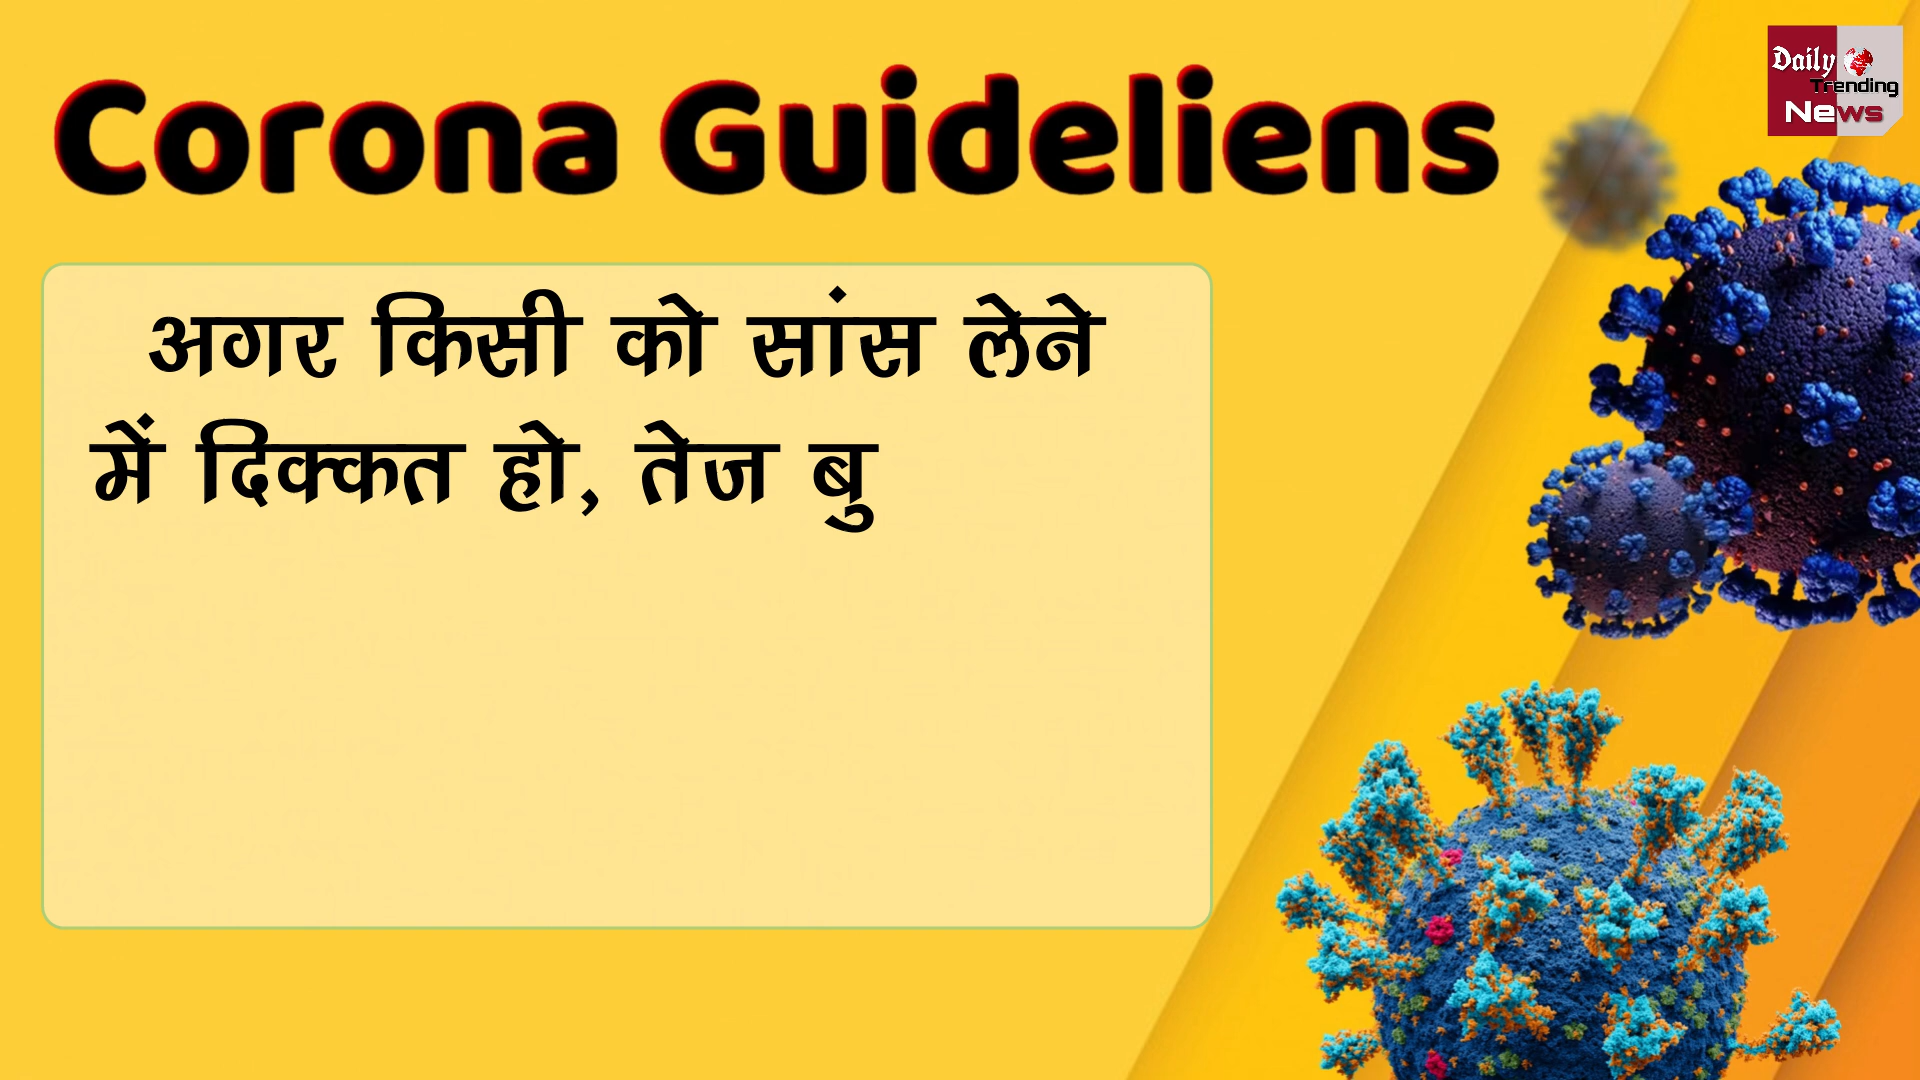 Corona Guideliens
Daily
Trending
News
अगर किसी को सांस लेने
में दिक्कत हो, तेज बु